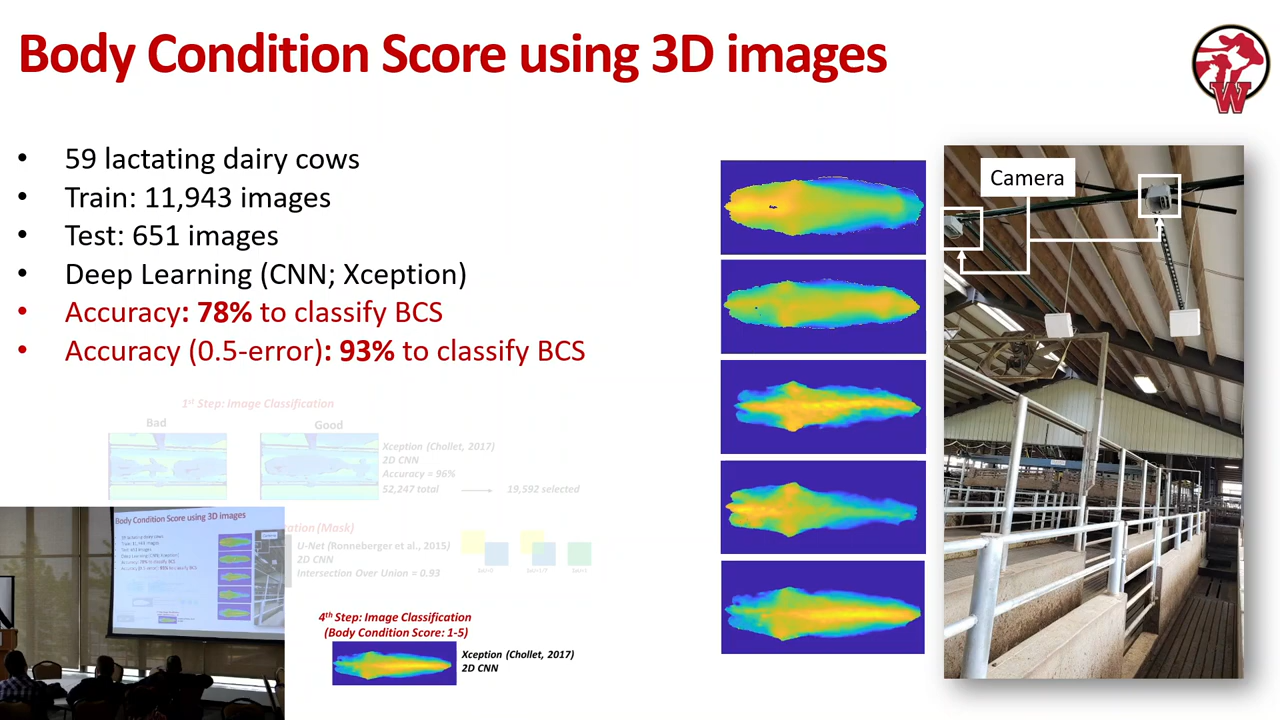 Body Condition Score using 3D images
W
• 59 lactating dairy cows
• Train: 11,943 images
• Test: 651 images
• Deep Learning (CNN; Xception)
• Accuracy: 78% to classify BCS
• Accuracy (0.5-error): 93% to classify BCS
Camera
1st Step: Image Classification
Bad
Good
Xception (Chollet, 2017)
2D CNN
Accuracy = 96%
52,247 total
19,592 selected
(Mask)
U-Net (Ronneberger et al., 2015)
2D CNN
Intersection Over Union = 0.93
4th Step: Image Classification
(Body Condition Score: 1-5)
Xception (Chollet, 2017)
2D CNN
Body Condition Score using 3D images